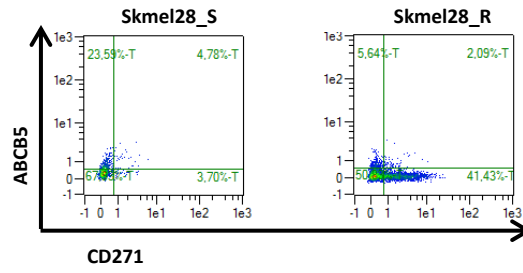 Skmel28_S Skmel28_R
1e3 23,59%-T 4,78%-T 1e3 5,64%-T 2,09%-T
1e2 1e2
1e1 1e1
ABCB5
1 1
0 3,70%-T 0 41,43%-T
-1 -1
-1 0 1 1e1 1e2 1e3 -1 0 1 1e1 1e2 1e3
CD271